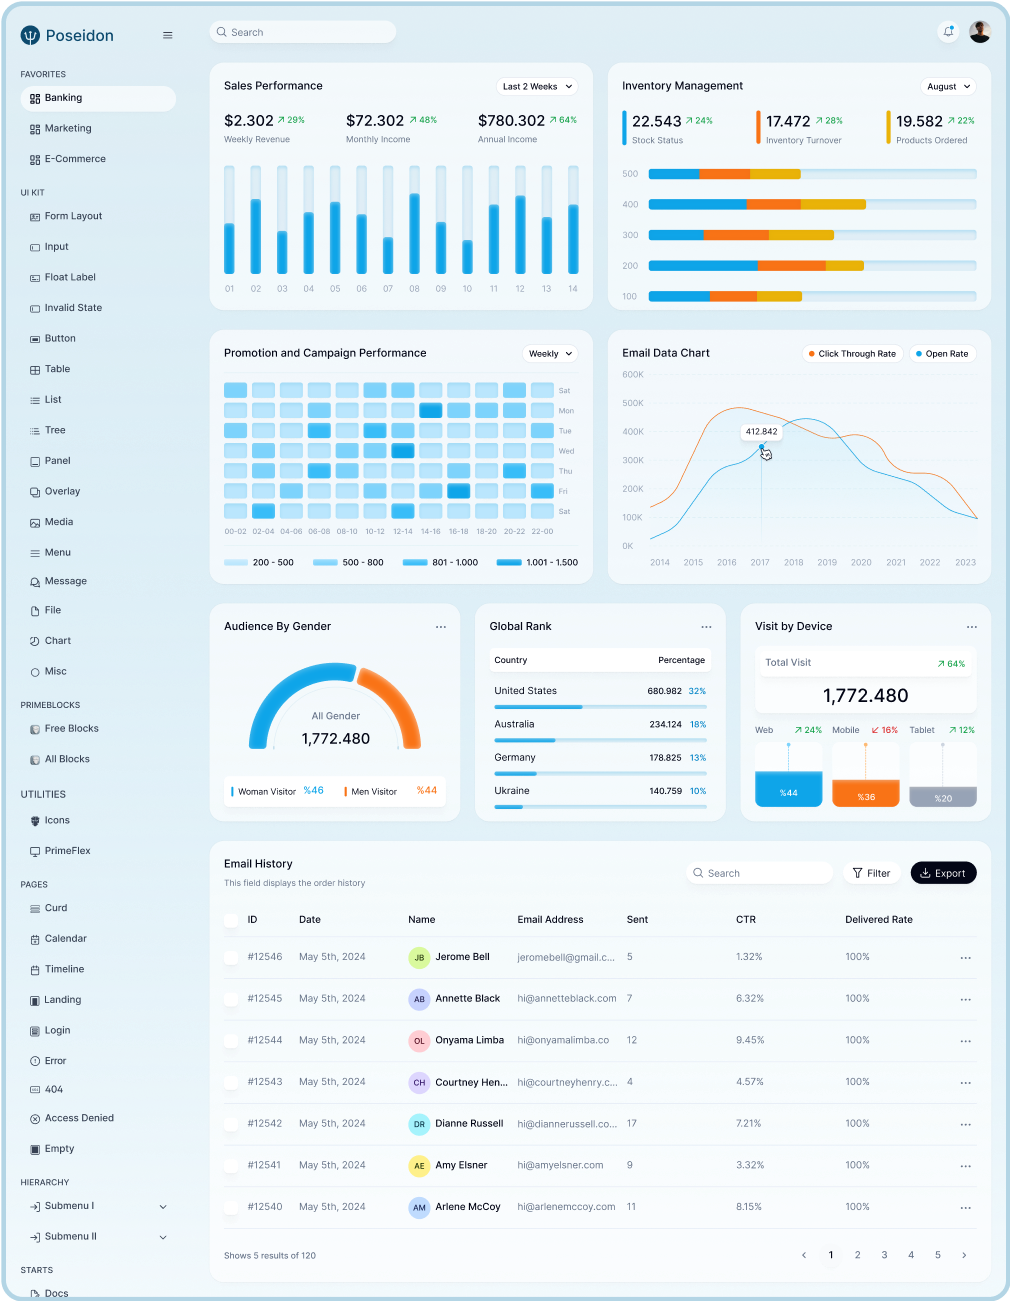 Poseidon
Search
FAVORITES
Banking
Marketing
E-Commerce
UI KIT
Form Layout
Input
Float Label
Invalid State
Button
Table
List
Tree
Panel
Overlay
Media
Menu
Message
File
Chart
Misc
PRIMEBLOCKS
Free Blocks
All Blocks
UTILITIES
Icons
PrimeFlex
PAGES
Curd
Calendar
Timeline
Landing
Login
Error
404
Access Denied
Empty
HIERARCHY
Submenu I
Submenu II
STARTS
Docs
Sales Performance
Last 2 Weeks
$2.302 29% $72.302 48% $780.302 64%
Weekly Revenue Monthly Income Annual Income
01 02 03 04 05 06 07 08 09 10 11 12 13 14
Inventory Management
August
22.543 24% 17.472 28% 19.582 22%
Stock Status Inventory Turnover Products Ordered
500
400
300
200
100
Promotion and Campaign Performance
Weekly
Sat
Mon
Tue
Wed
Thu
Fri
Sat
00-02 02-04 04-06 06-08 08-10 10-12 12-14 14-16 16-18 18-20 20-22 22-00
200 - 500 500 - 800 801 - 1.000 1.001 - 1.500
Email Data Chart
Click Through Rate Open Rate
600K
500K
400K
300K
200K
100K
0K
412.842
2014 2015 2016 2017 2018 2019 2020 2021 2022 2023
Audience By Gender
All Gender
1,772.480
Woman Visitor %46 Men Visitor %44
Global Rank
Country Percentage
United States 680.982 32%
Australia 234.124 18%
Germany 178.825 13%
Ukraine 140.759 10%
Visit by Device
Total Visit 64%
1,772.480
Web 24% Mobile 16% Tablet 12%
%44 %36 %20
Email History
This field displays the order history
Search Filter Export
ID Date Name Email Address Sent CTR Delivered Rate
#12546 May 5th, 2024 JB Jerome Bell jeromebell@gmail.c... 5 1.32% 100%
#12545 May 5th, 2024 AB Annette Black hi@annetteblack.com 7 6.32% 100%
#12544 May 5th, 2024 OL Onyama Limba hi@onyamalimba.co 12 9.45% 100%
#12543 May 5th, 2024 CH Courtney Hen... hi@courtneyhenry.c... 4 4.57% 100%
#12542 May 5th, 2024 DR Dianne Russell hi@diannerussell.co... 17 7.21% 100%
#12541 May 5th, 2024 AE Amy Elsner hi@amyelsner.com 9 3.32% 100%
#12540 May 5th, 2024 AM Arlene McCoy hi@arlenemccoy.com 11 8.15% 100%
Shows 5 results of 120
1 2 3 4 5